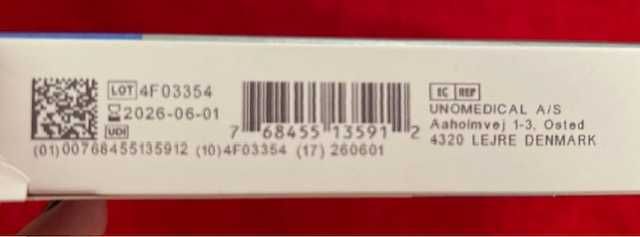 LOT 4F03354
2026-06-01
UDI
7 68455 13591 2
(01)00768455135912 (10)4F03354 (17) 260601
EC REP
UNOMEDICAL A/S
Aaholmvej 1-3, Osted
4320 LEJRE DENMARK